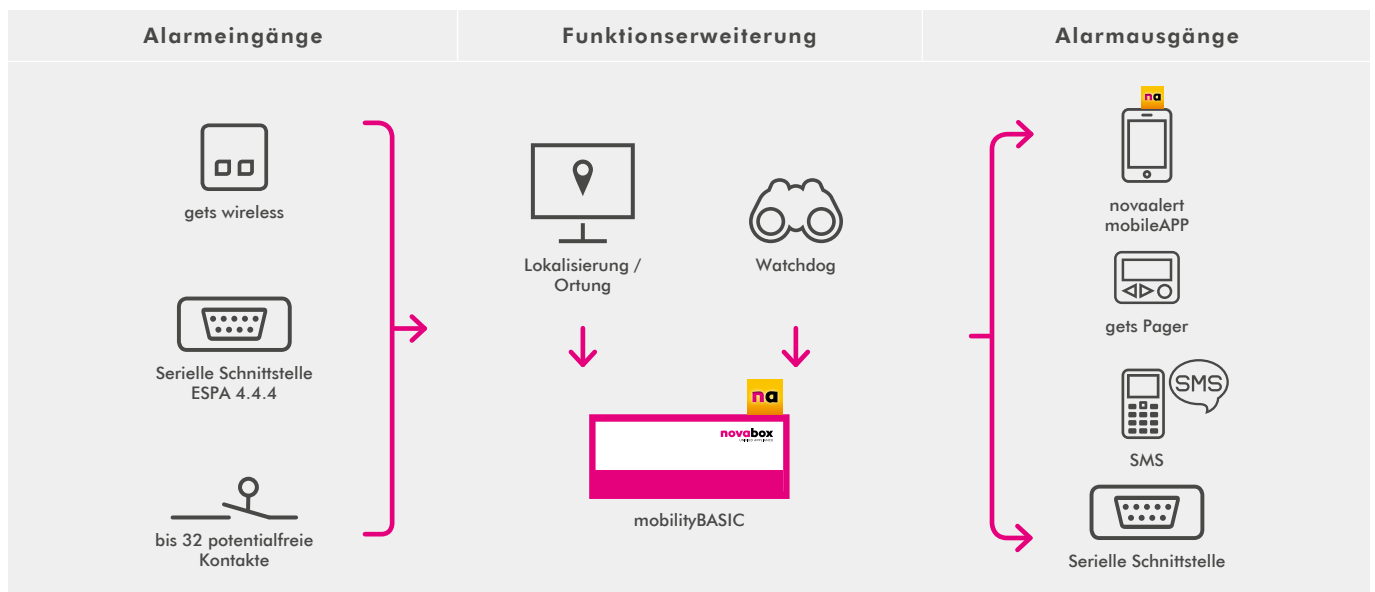 Alarmeingänge
Funktionserweiterung
Alarmausgänge
gets wireless
Serielle Schnittstelle
ESPA 4.4.4
bis 32 potentialfreie
Kontakte
Lokalisierung /
Ortung
Watchdog
na
novabox
mobilityBASIC
na
novaalert
mobileAPP
gets Pager
SMS
SMS
Serielle Schnittstelle